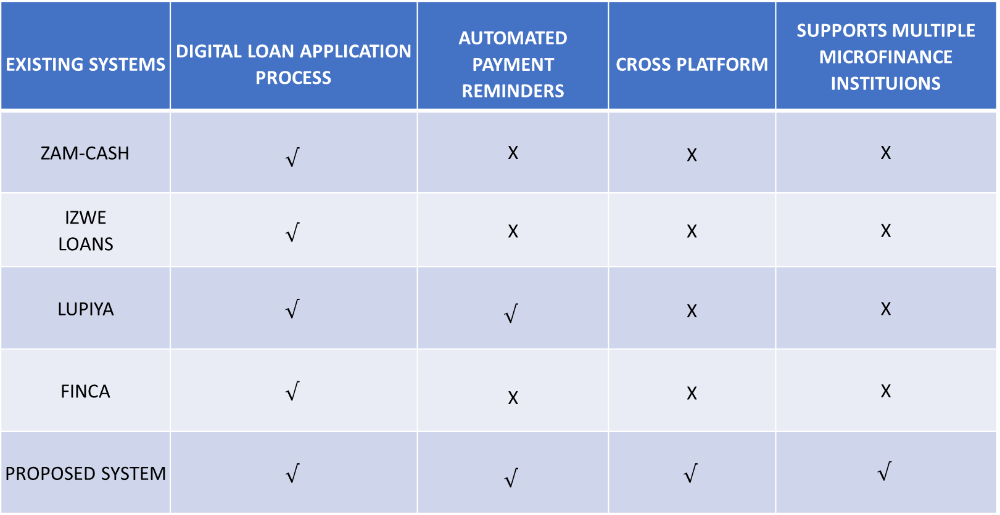 EXISTING SYSTEMS
DIGITAL LOAN APPLICATION
PROCESS
AUTOMATED
PAYMENT
REMINDERS
CROSS PLATFORM
SUPPORTS MULTIPLE
MICROFINANCE
INSTITUIONS
ZAM-CASH
√
X
X
X
IZWE
LOANS
√
X
X
X
LUPIYA
√
√
X
X
FINCA
√
X
X
X
PROPOSED SYSTEM
√
√
√
√